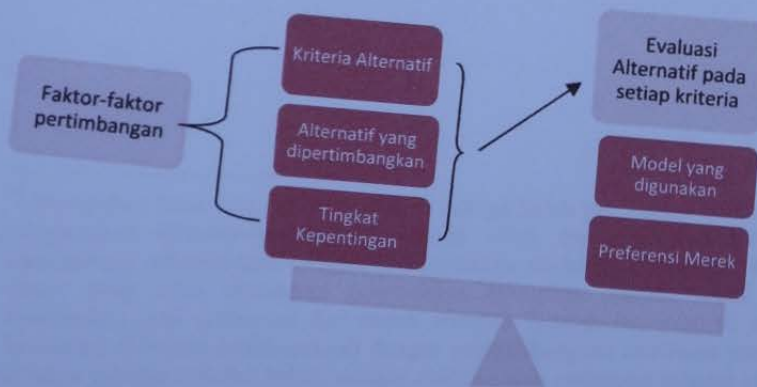 Faktor-faktor
pertimbangan
Kriteria Alternatif
Alternatif yang
dipertimbangkan
Tingkat
Kepentingan
Evaluasi
Alternatif pada
setiap kriteria
Model yang
digunakan
Preferensi Merek